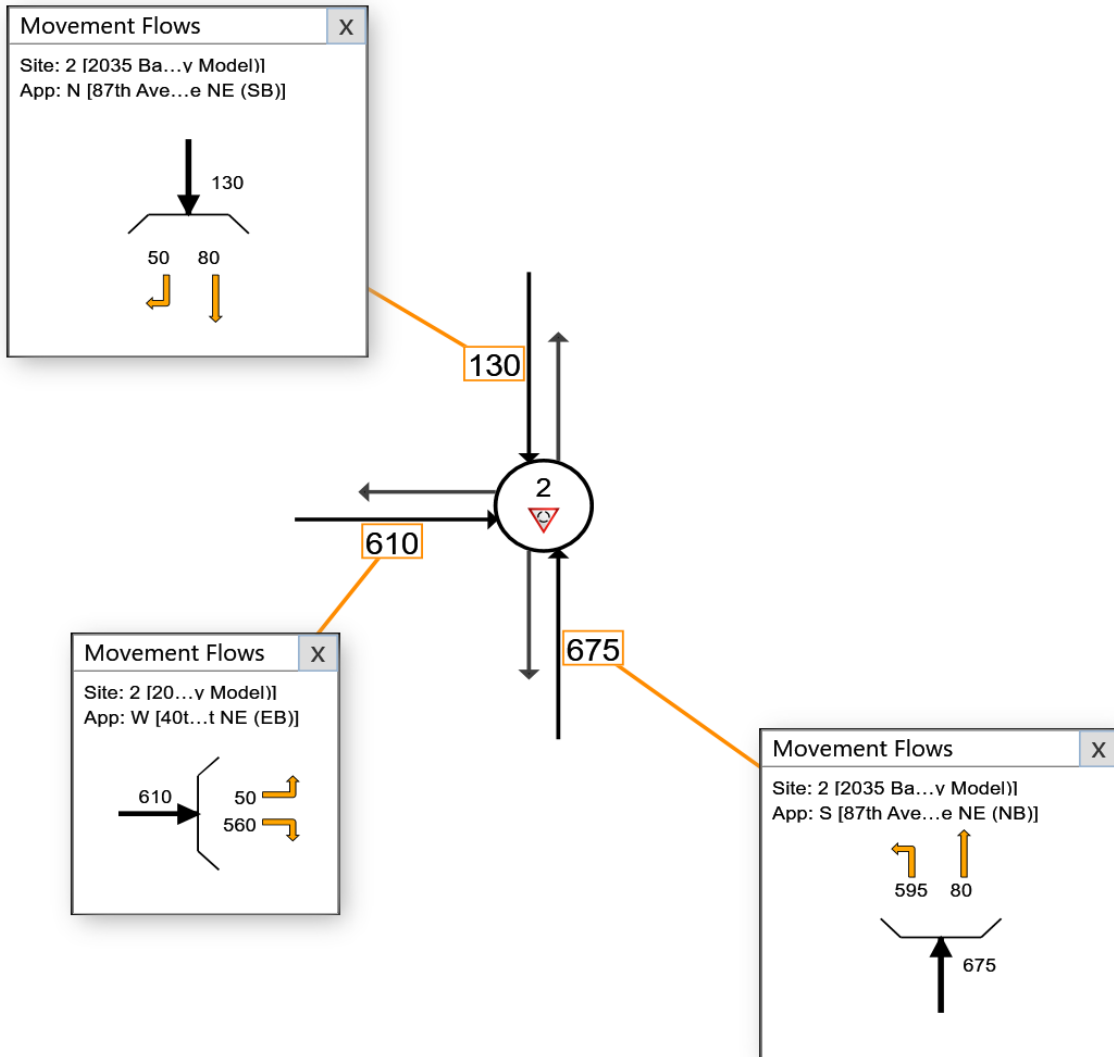 Movement Flows X
Site: 2 [2035 Ba...y Model)]
App: N [87th Ave...e NE (SB)]
130
50 80
130
2
610
675
Movement Flows X
Site: 2 [20...y Model)]
App: W [40t...t NE (EB)]
610
50
560
Movement Flows X
Site: 2 [2035 Ba...y Model)]
App: S [87th Ave...e NE (NB)]
595 80
675